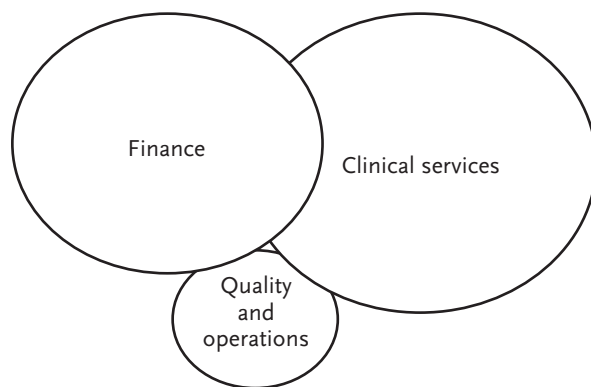 Finance
Clinical services
Quality
and
operations